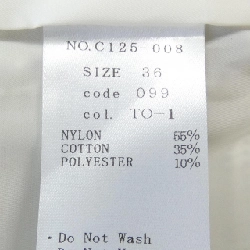 NO.C125 008
SIZE 36
code 099
col. TO-1
NYLON 55%
COTTON 35%
POLYESTER 10%
- Do Not Wash